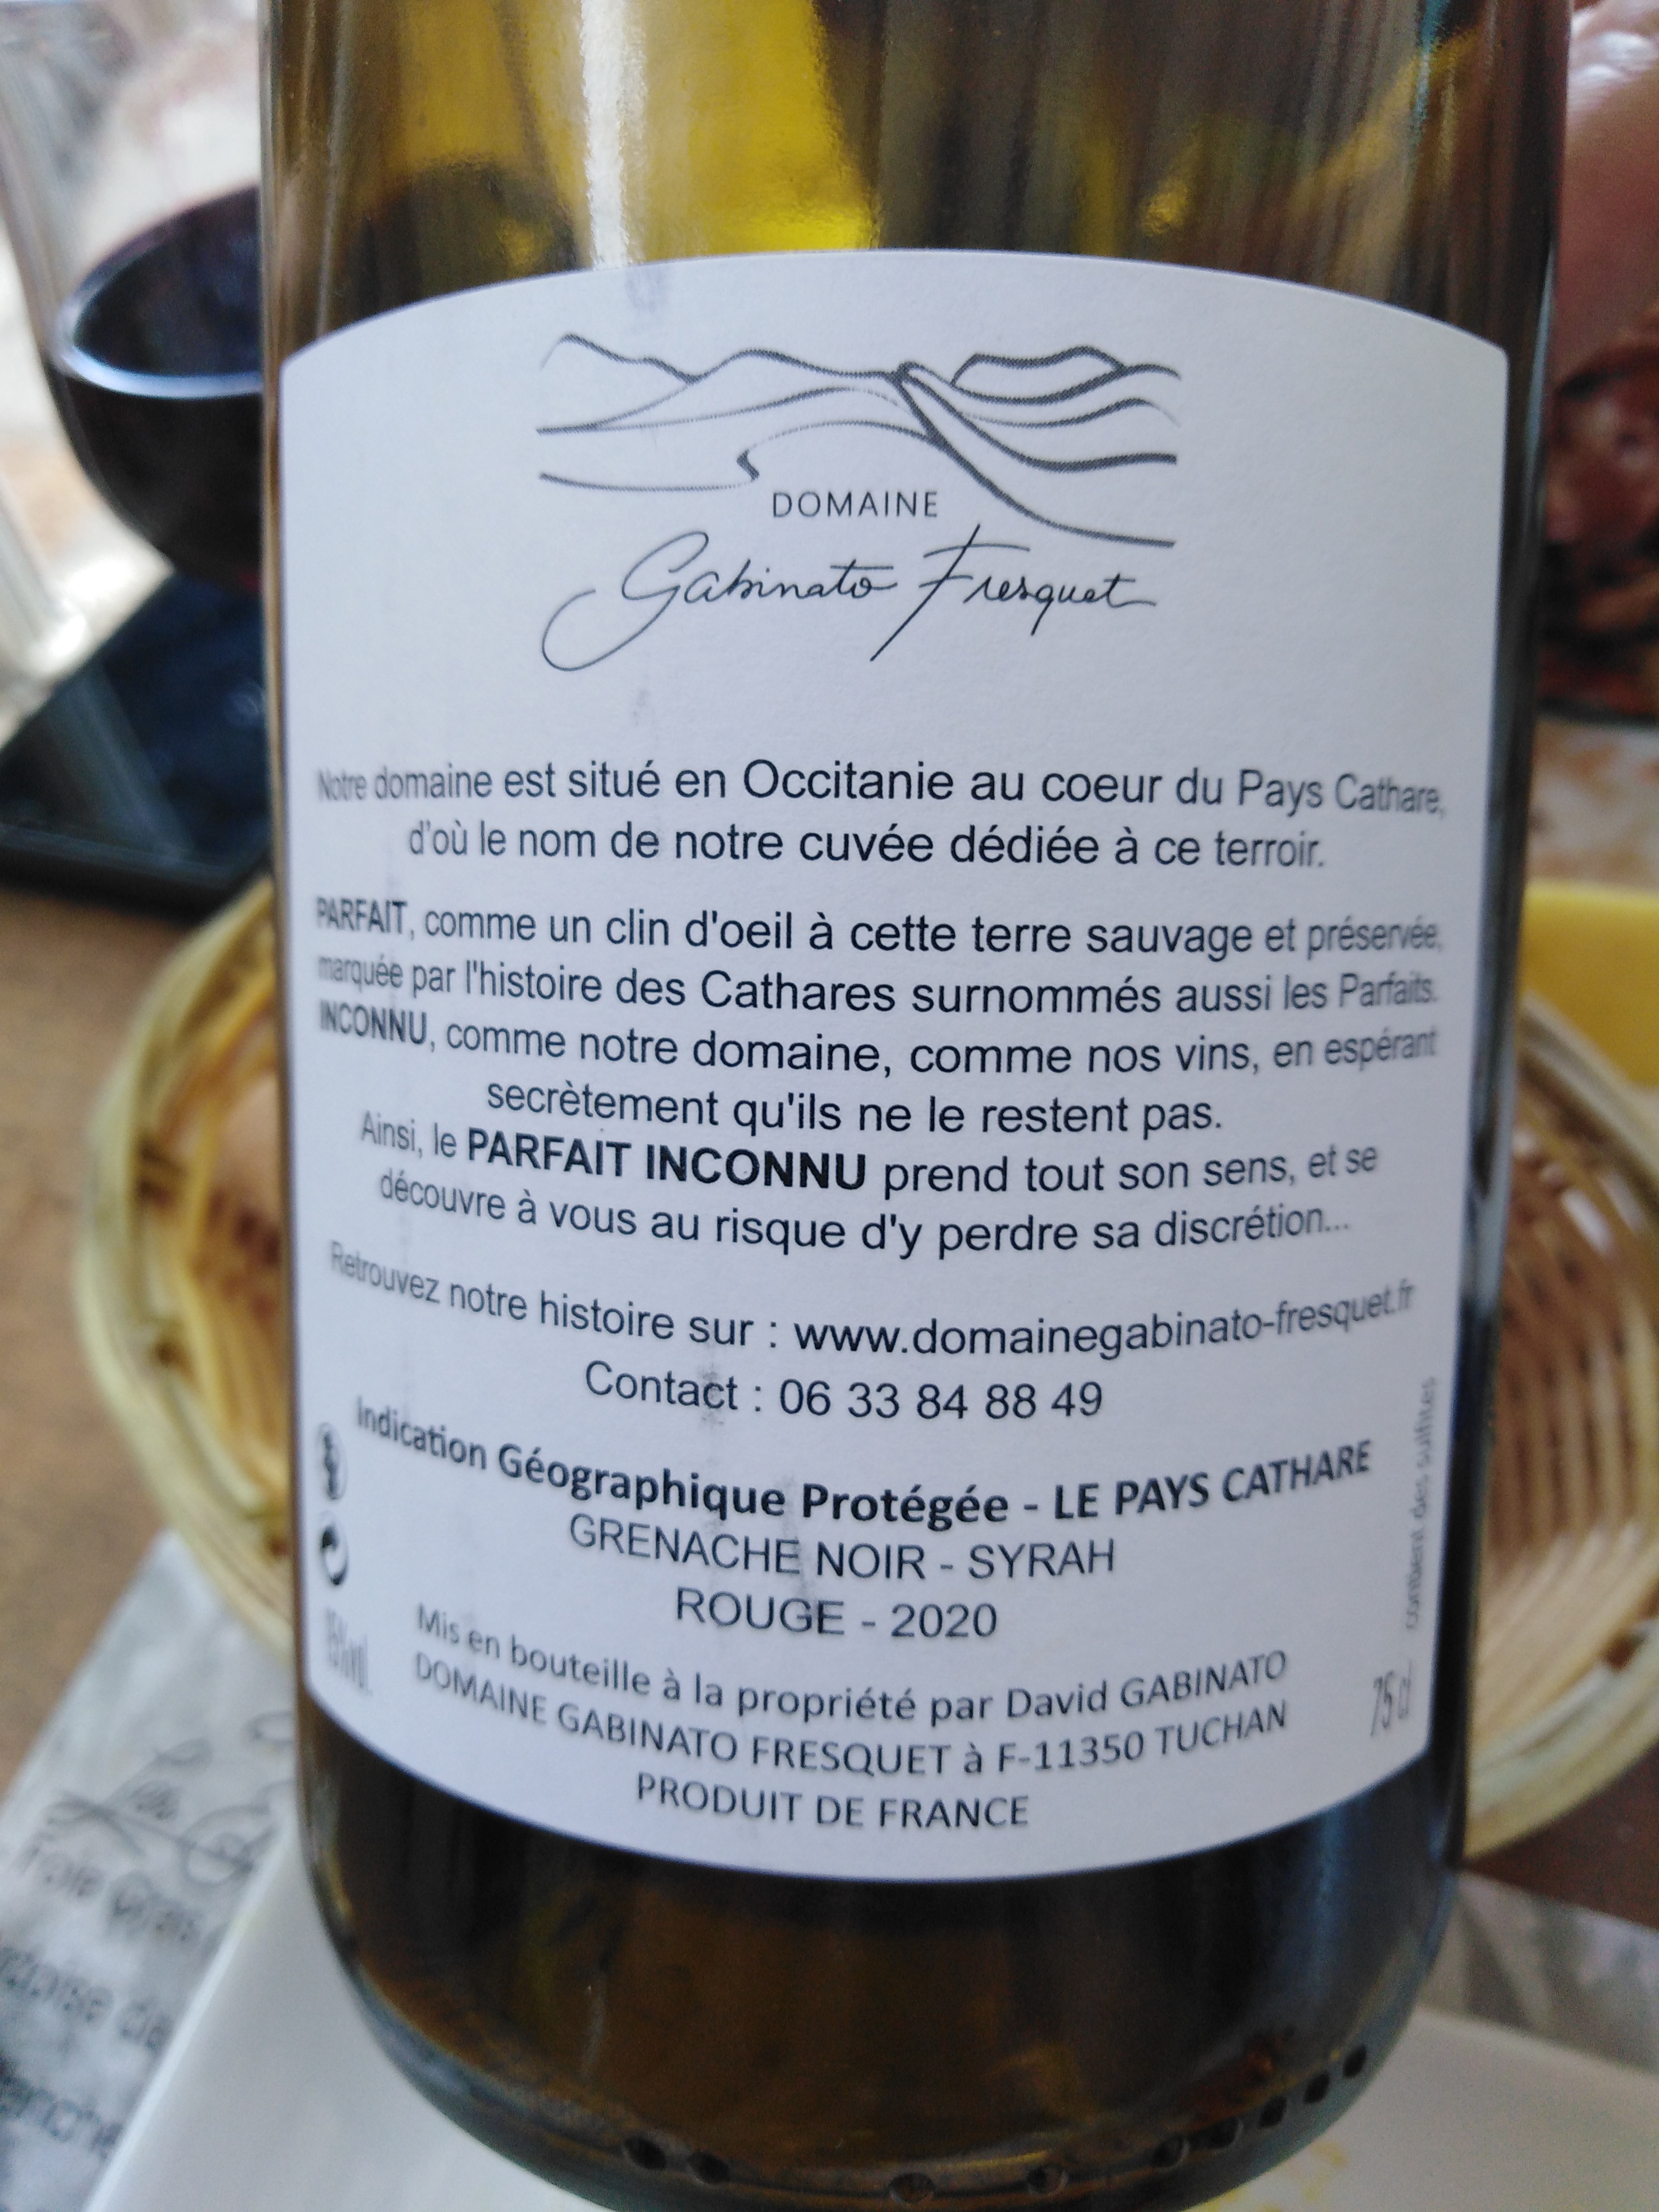 DOMAINE
Gabinato Fresquet
Notre domaine est situé en Occitanie au coeur du Pays Cathare,
d'où le nom de notre cuvée dédiée à ce terroir.
PARFAIT, comme un clin d'oeil à cette terre sauvage et préservée,
marquée par l'histoire des Cathares surnommés aussi les Parfaits.
INCONNU, comme notre domaine, comme nos vins, en espérant
secrètement qu'ils ne le restent pas.
Ainsi, le PARFAIT INCONNU prend tout son sens, et se
découvre à vous au risque d'y perdre sa discrétion...
Retrouvez notre histoire sur : www.domainegabinato-fresquet.fr
Contact : 06 33 84 88 49
Indication Géographique Protégée - LE PAYS CATHARE
GRENACHE NOIR - SYRAH
ROUGE - 2020
Mis en bouteille à la propriété par David GABINATO
DOMAINE GABINATO FRESQUET à F-11350 TUCHAN
PRODUIT DE FRANCE
75 cl
contient des sulfites
Foie Gras